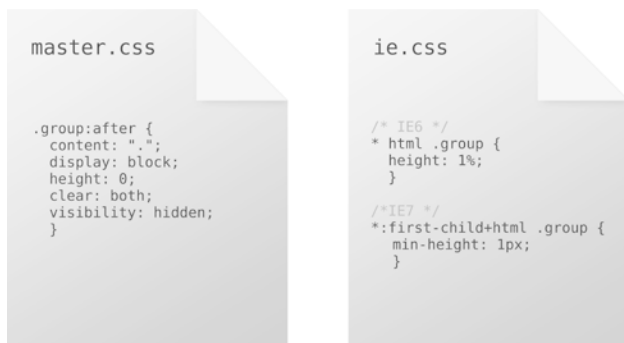 master.css
.group:after {
content: ".";
display: block;
height: 0;
clear: both;
visibility: hidden;
}
ie.css
/* IE6 */
* html .group {
height: 1%;
}
/*IE7 */
*:first-child+html .group {
min-height: 1px;
}